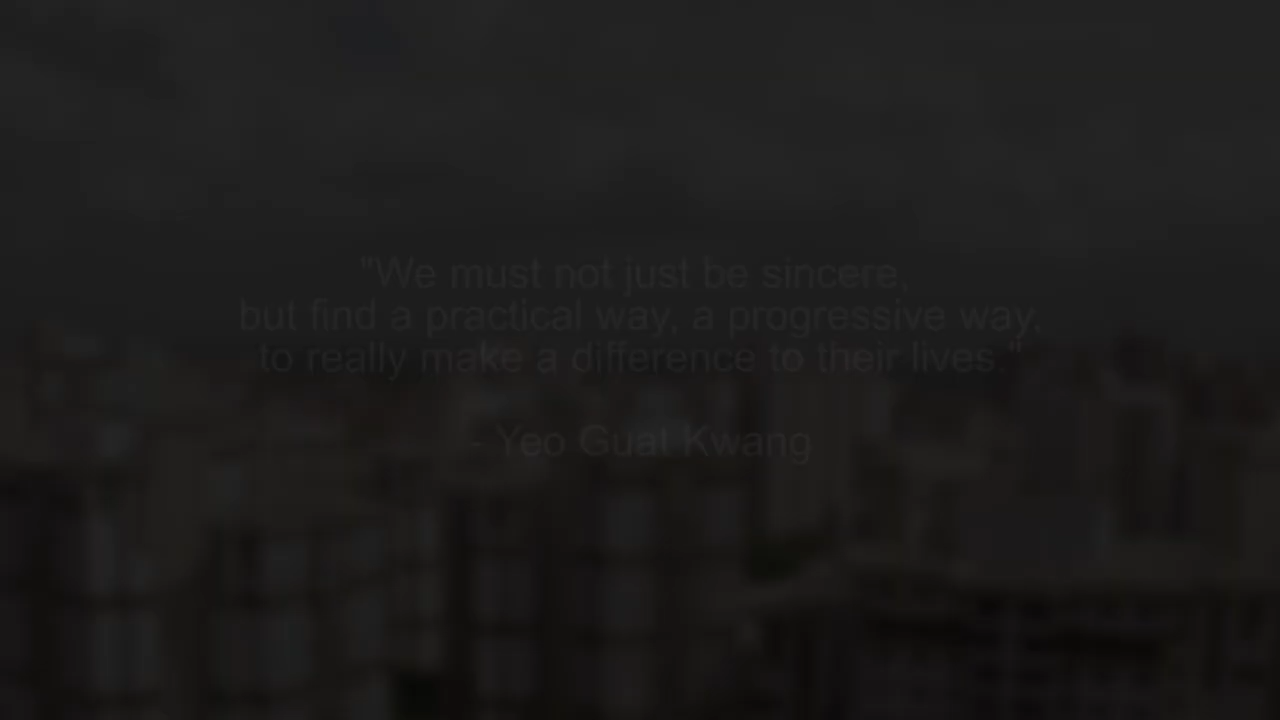 "We must not just be sincere,
but find a practical way, a progressive way,
to really make a difference to their lives."
- Yeo Guat Kwang